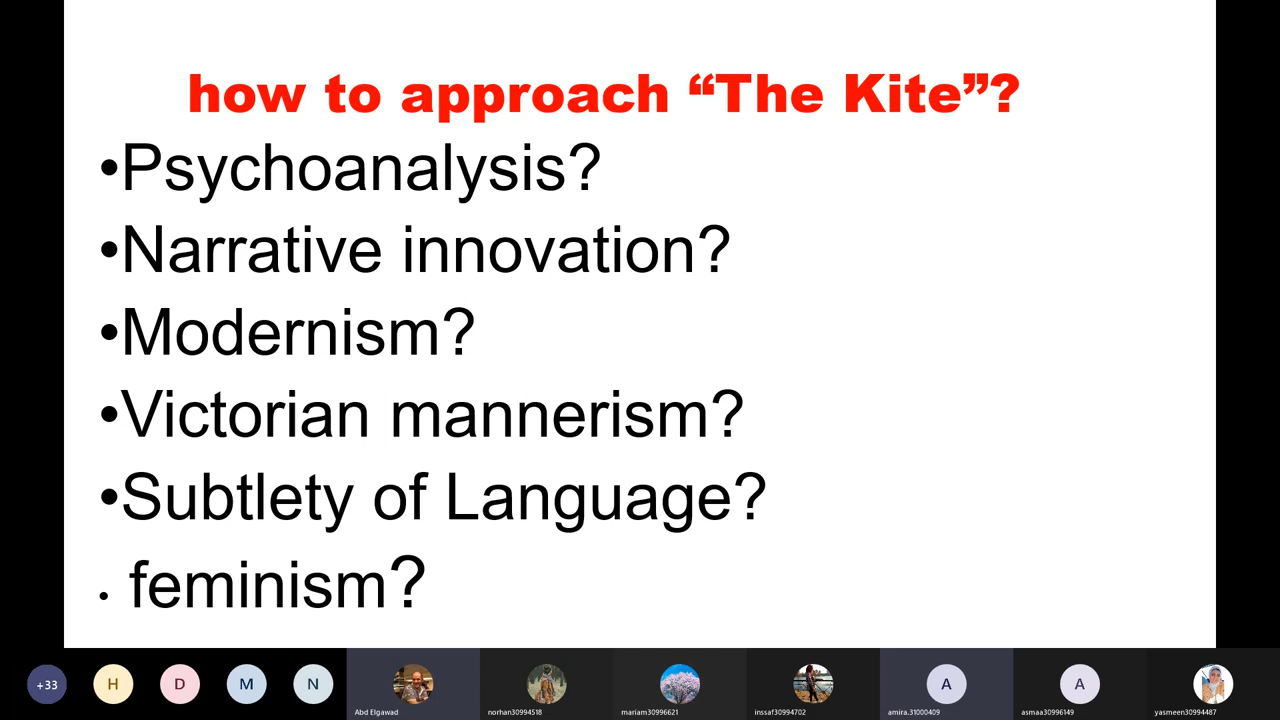 how to approach “The Kite”?
•Psychoanalysis?
•Narrative innovation?
•Modernism?
•Victorian mannerism?
•Subtlety of Language?
• feminism?
+33
H
D
M
N
A
A
Abd Elgawad
norhan30994518
mariam30996621
inssaf30994702
amira.31000409
asmaa30996149
yasmeen30994487